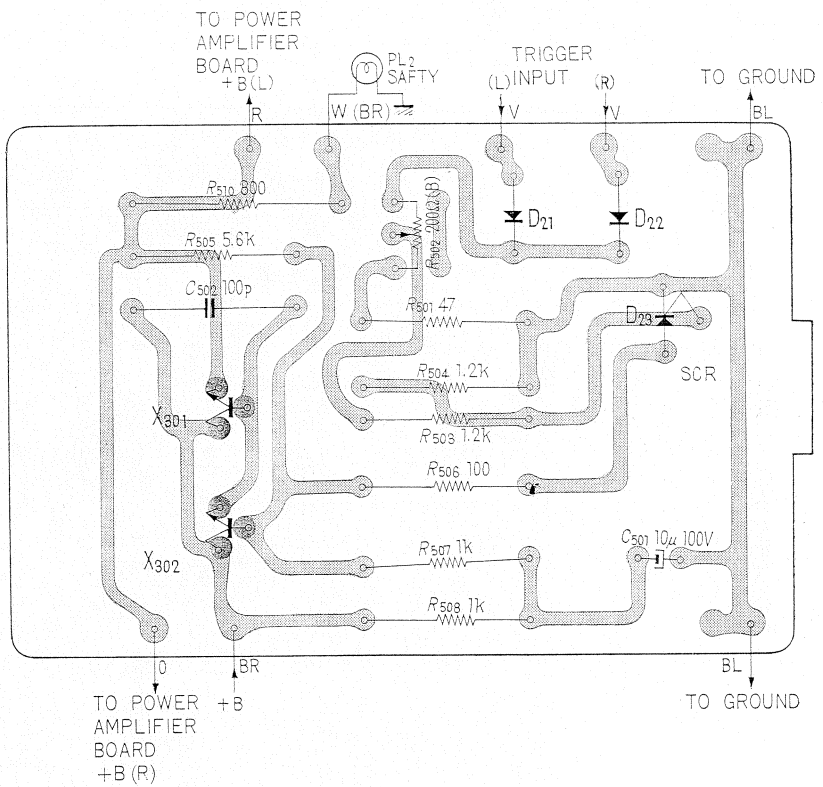 TO POWER
AMPLIFIER
BOARD
+B (L)
R
PL2
SAFTY
W (BR)
TRIGGER
INPUT
(L)
(R)
V
V
TO GROUND
BL
R510 800
R505 5.6k
C502 100p
R502 200Ω(B)
D21
D22
R501 47
D23
SCR
R504 1.2k
X301
R503 1.2k
R506 100
X302
R507 1k
C501 10μ 100V
R508 1k
O
BR
BL
TO POWER
AMPLIFIER
BOARD
+B (R)
+B
TO GROUND